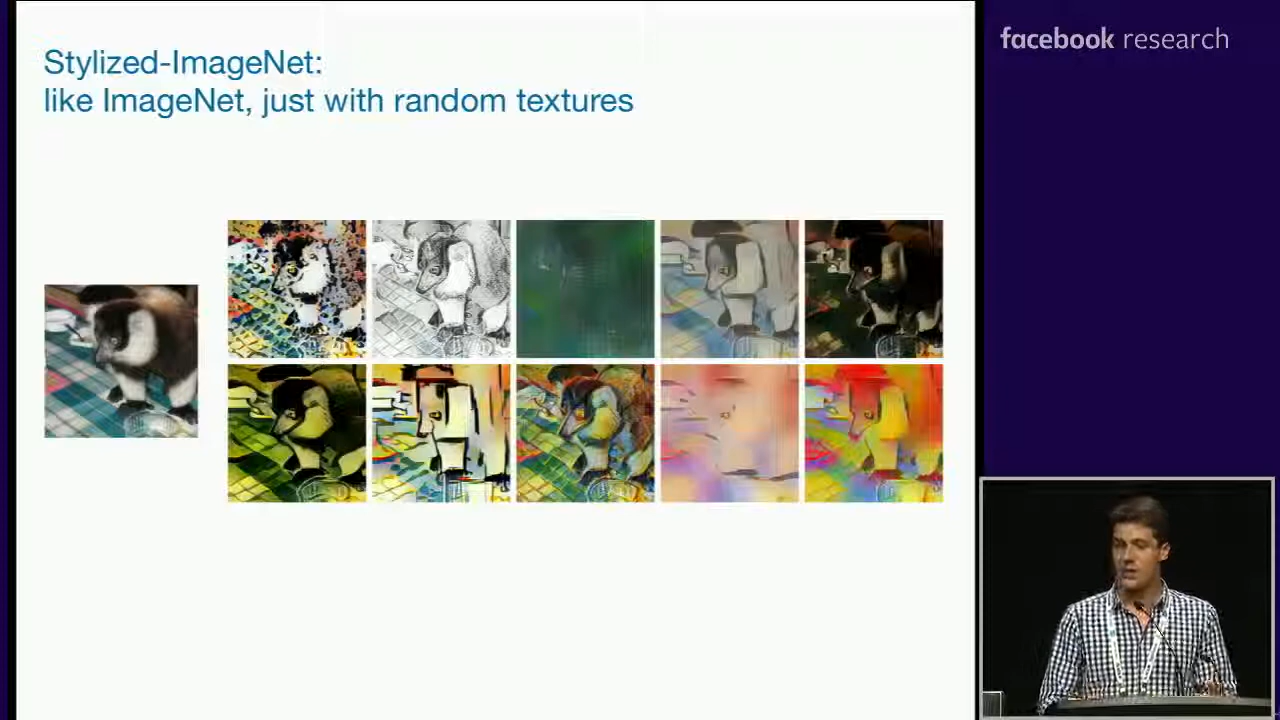 Stylized-ImageNet:
like ImageNet, just with random textures
facebook research